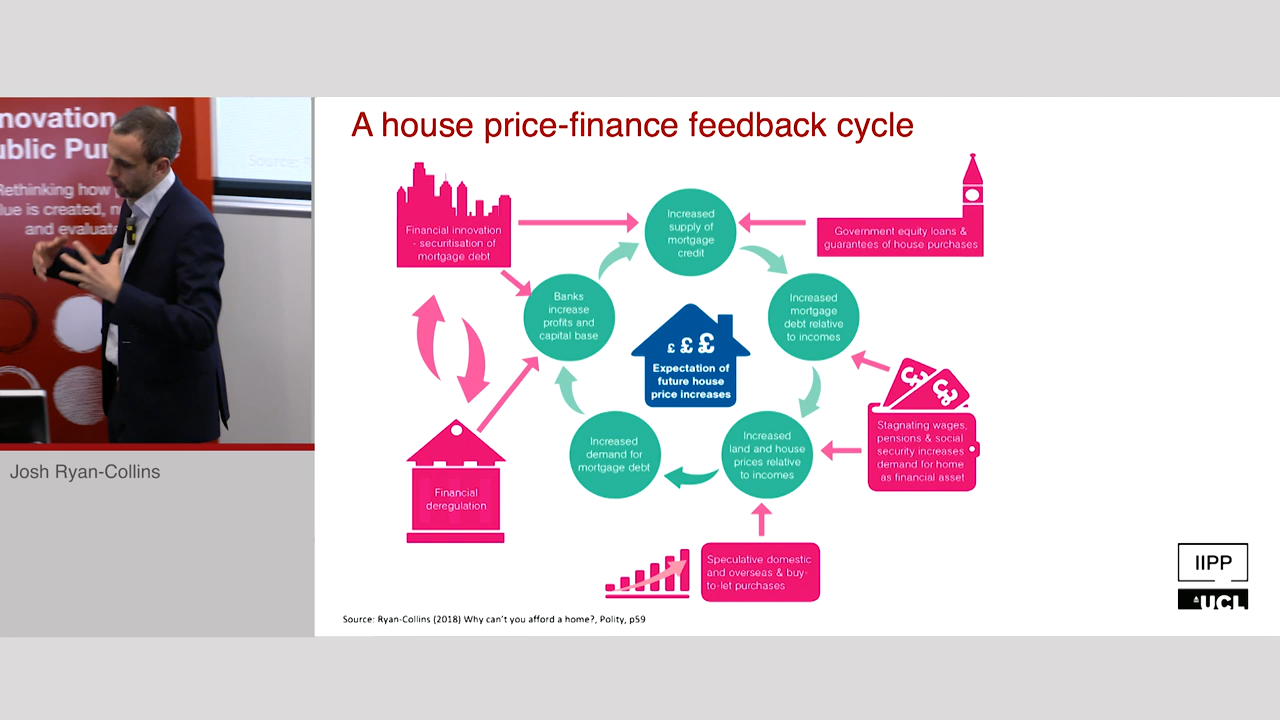 A house price-finance feedback cycle
Financial innovation
- securitisation of
mortgage debt
Increased
supply of
mortgage
credit
Government equity loans &
guarantees of house purchases
Banks
increase
profits and
capital base
Increased
mortgage
debt relative
to incomes
£ £ £
Expectation of
future house
price increases
Increased
demand for
mortgage debt
Increased
land and house
prices relative
to incomes
Stagnating wages,
pensions & social
security increases
demand for home
as financial asset
Financial
deregulation
Speculative domestic
and overseas & buy-
to-let purchases
Source: Ryan-Collins (2018) Why can't you afford a home?, Polity, p59
IIPP
UCL
Josh Ryan-Collins
novation
ublic Pu
Rethinking how
lue is created,
and evaluate
Source: